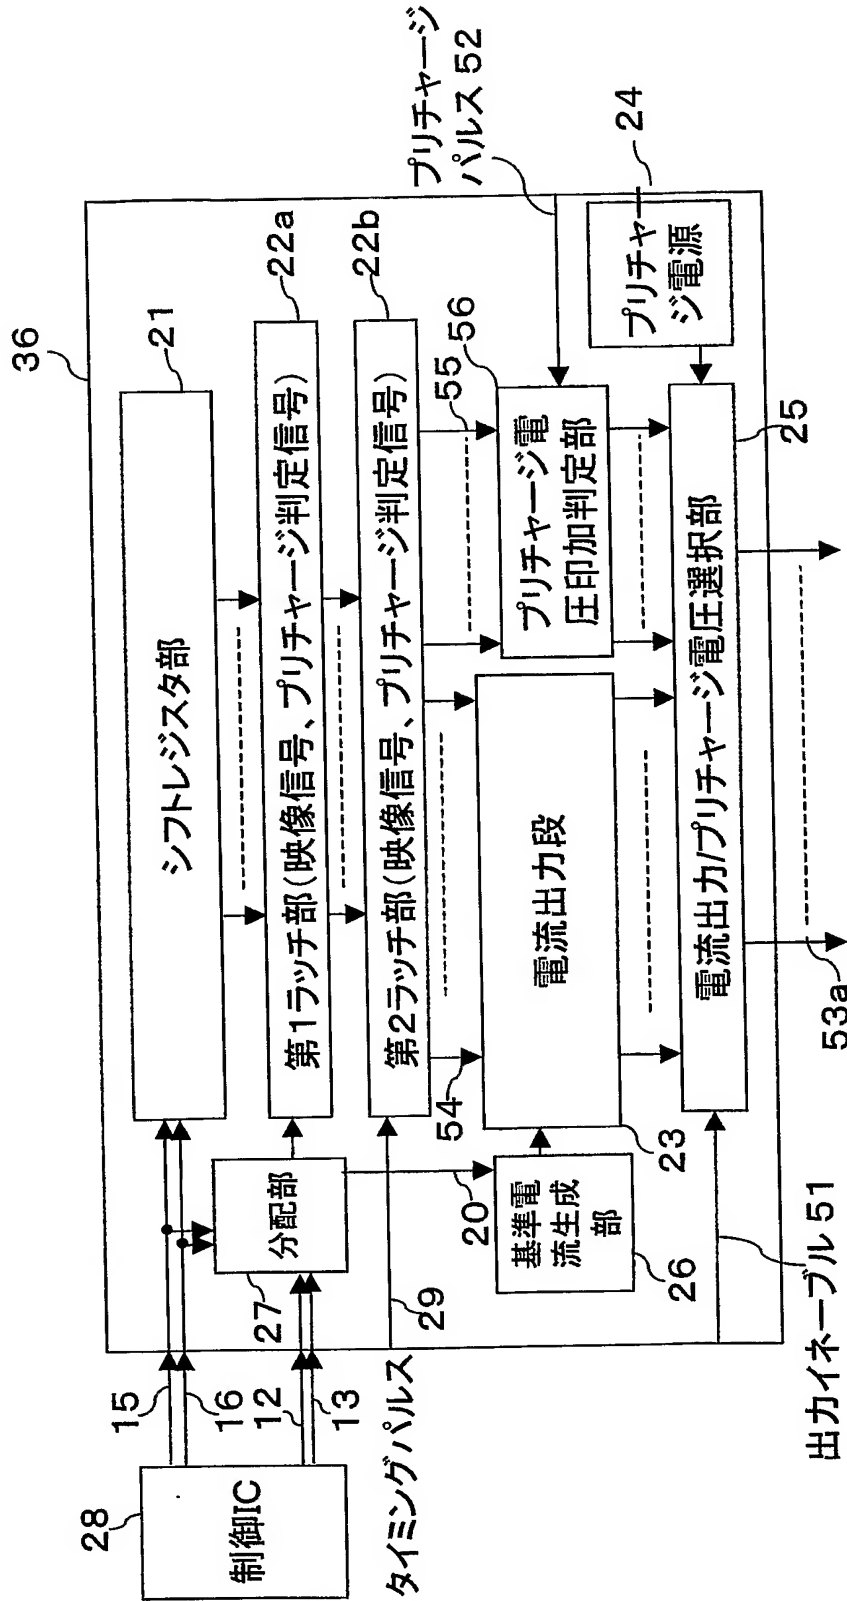 36
28
制御IC
15
16
12
13
タイミングパルス
27
分配部
29
21
シフトレジスタ部
22a
第1ラッチ部(映像信号、プリチャージ判定信号)
22b
第2ラッチ部(映像信号、プリチャージ判定信号)
54
55
56
20
基準電
流生成
部
26
電流出力段
23
プリチャージ電
圧印加判定部
プリチャージ
パルス 52
24
プリチャー
ジ電源
電流出力/プリチャージ電圧選択部
25
出力イネーブル 51
53a